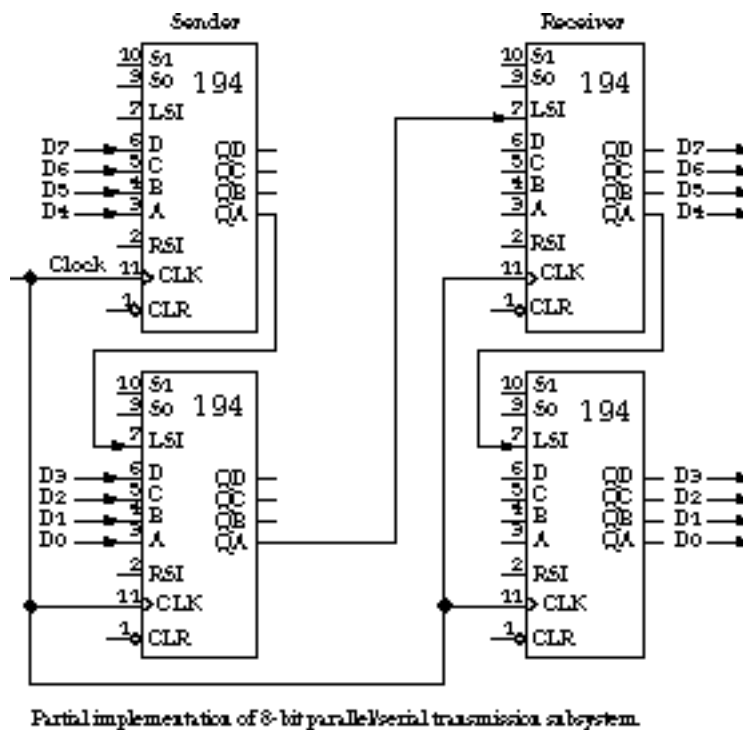 Sender
10 S1
9 S0
194
7 LSI
D7 6 D QD
D6 5 C QC
D5 4 B QB
D4 3 A QA
2 RSI
Clock 11 CLK
1 CLR
10 S1
9 S0
194
7 LSI
D3 6 D QD
D2 5 C QC
D1 4 B QB
D0 3 A QA
2 RSI
11 CLK
1 CLR
Receiver
10 S1
9 S0
194
7 LSI
6 D QD D7
5 C QC D6
4 B QB D5
3 A QA D4
2 RSI
11 CLK
1 CLR
10 S1
9 S0
194
7 LSI
6 D QD D3
5 C QC D2
4 B QB D1
3 A QA D0
2 RSI
11 CLK
1 CLR
Partial implementation of 8-bit parallel/serial transmission subsystem.